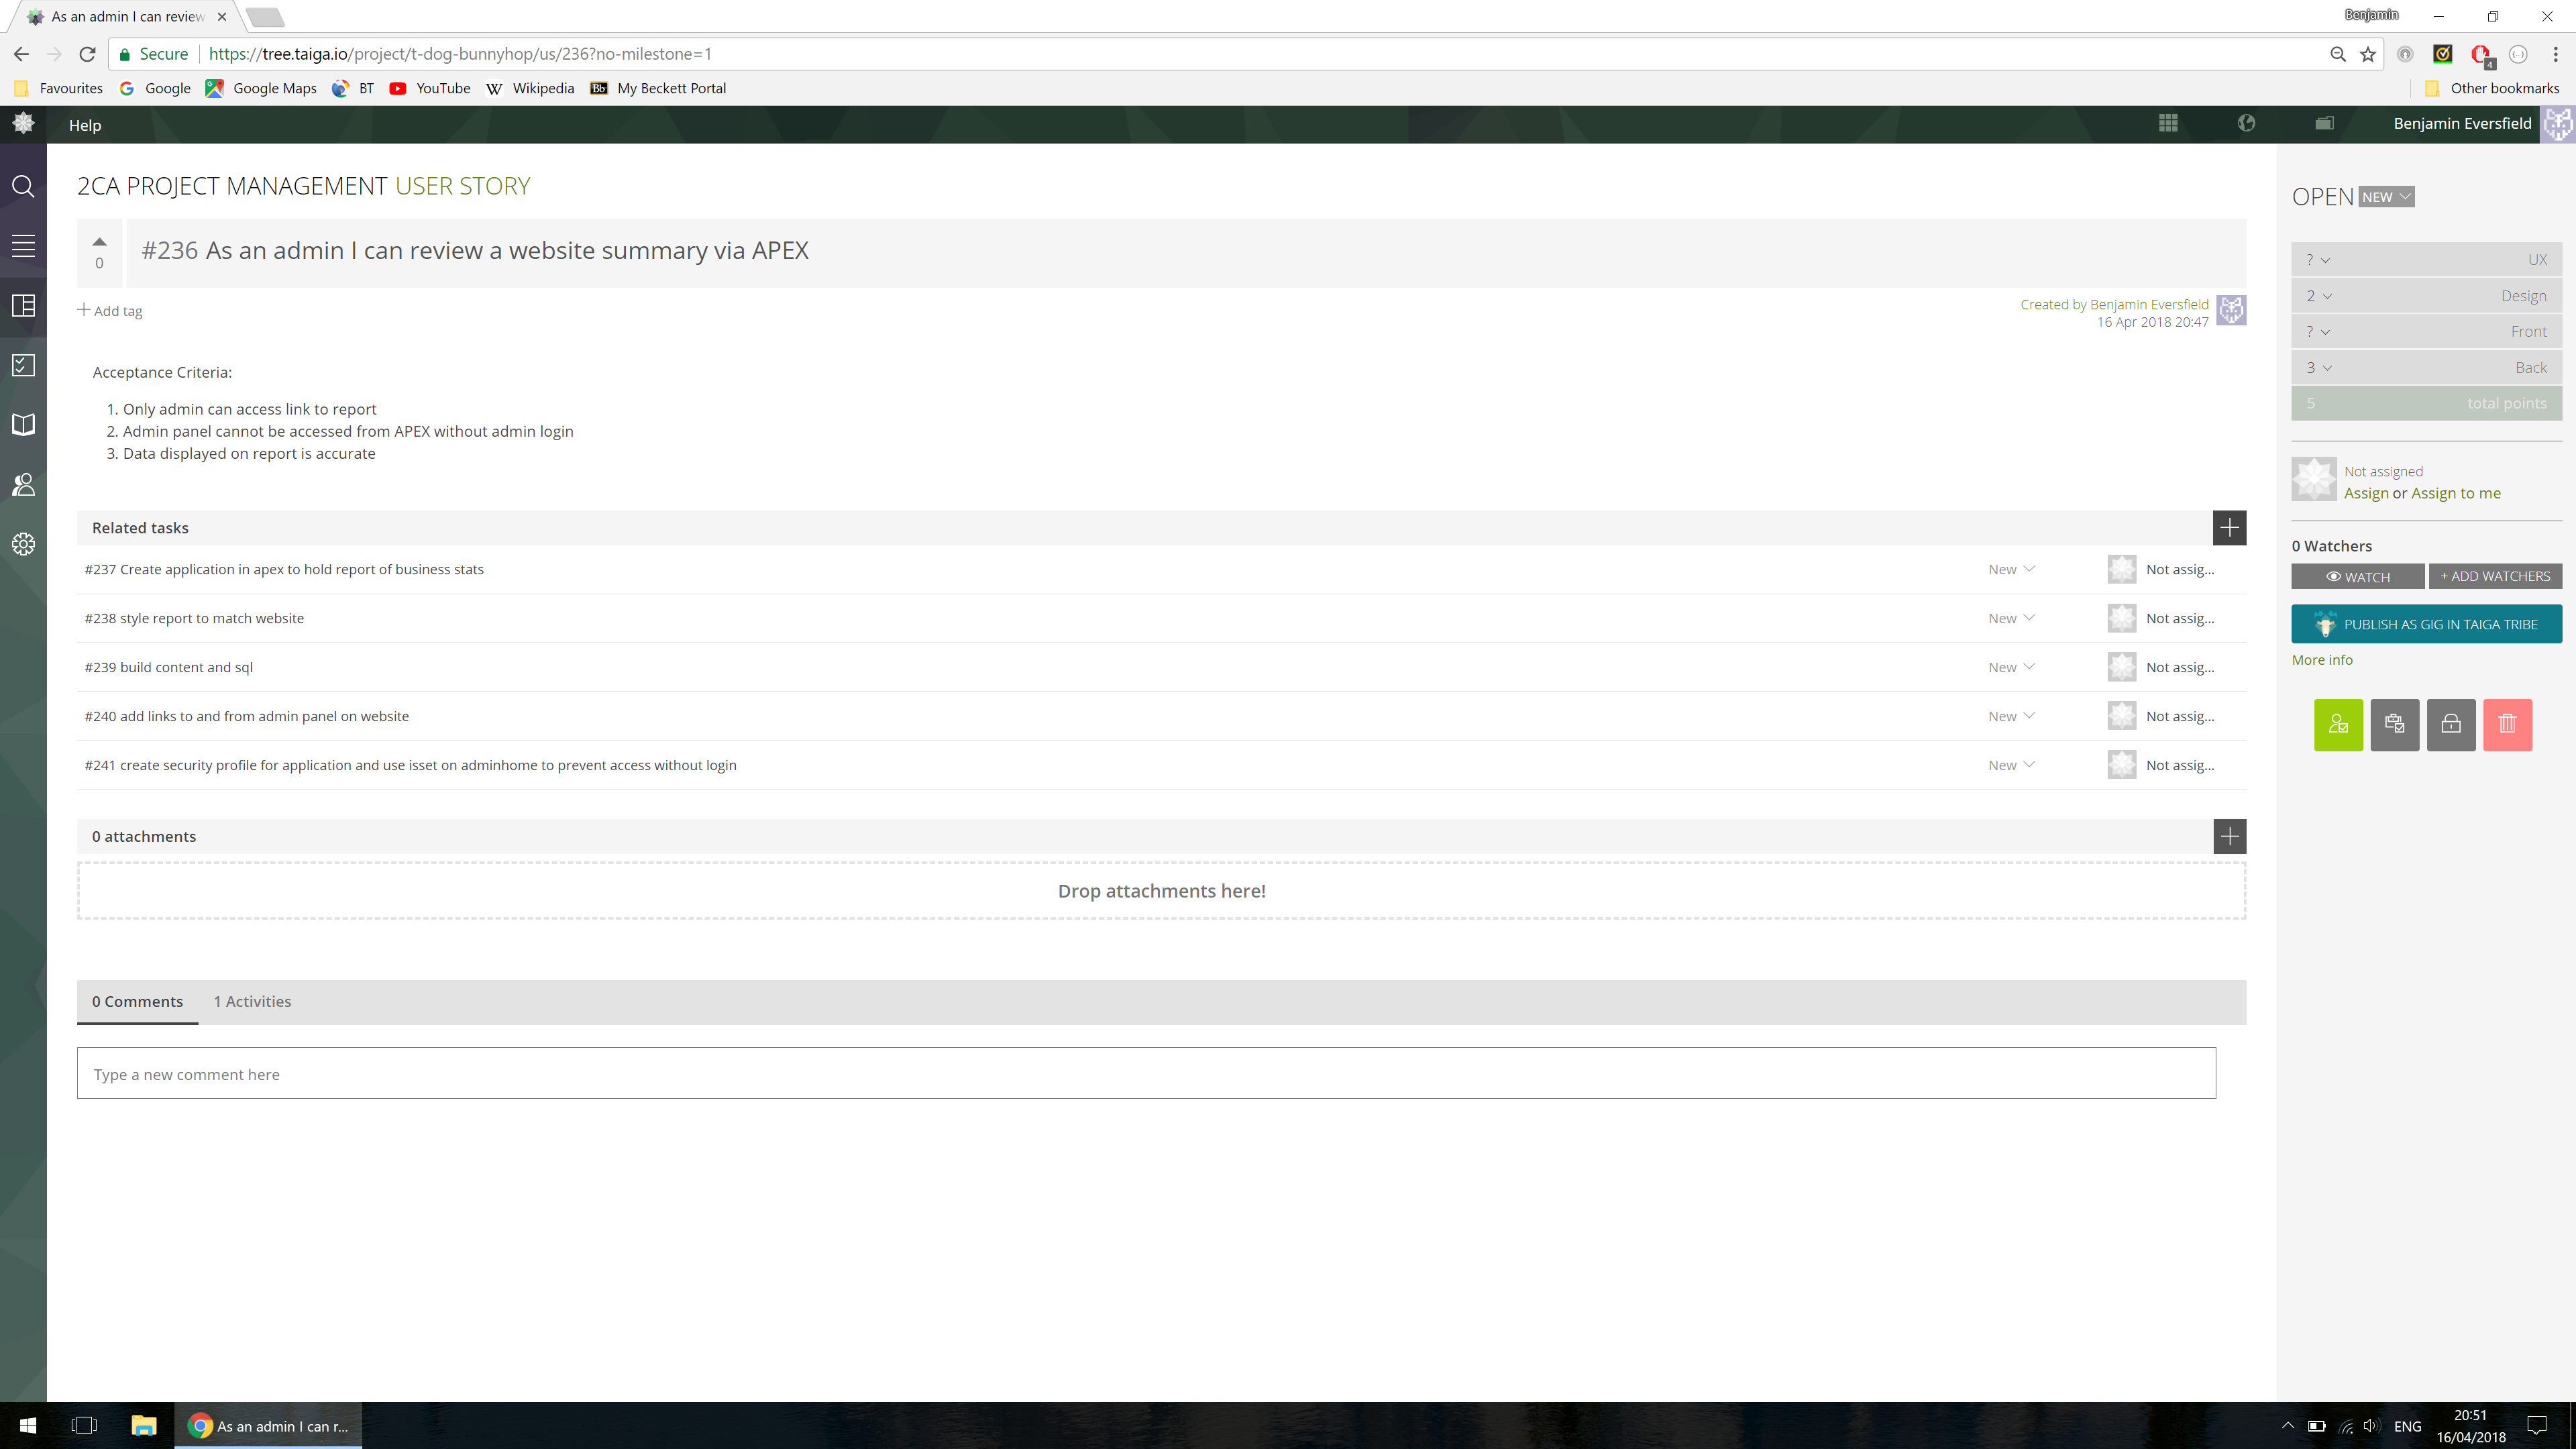 As an admin I can review
Benjamin
Secure https://tree.taiga.io/project/t-dog-bunnyhop/us/236?no-milestone=1
4
Favourites Google Google Maps BT YouTube Wikipedia Bb My Beckett Portal Other bookmarks
Help Benjamin Eversfield
2CA PROJECT MANAGEMENT USER STORY
0
#236 As an admin I can review a website summary via APEX
Add tag
Created by Benjamin Eversfield
16 Apr 2018 20:47
Acceptance Criteria:
1. Only admin can access link to report
2. Admin panel cannot be accessed from APEX without admin login
3. Data displayed on report is accurate
Related tasks
#237 Create application in apex to hold report of business stats New Not assig...
#238 style report to match website New Not assig...
#239 build content and sql New Not assig...
#240 add links to and from admin panel on website New Not assig...
#241 create security profile for application and use isset on adminhome to prevent access without login New Not assig...
0 attachments
Drop attachments here!
0 Comments 1 Activities
Type a new comment here
OPEN NEW
? UX
2 Design
? Front
3 Back
5 total points
Not assigned
Assign or Assign to me
0 Watchers
WATCH + ADD WATCHERS
PUBLISH AS GIG IN TAIGA TRIBE
More info
As an admin I can r...
ENG
20:51
16/04/2018